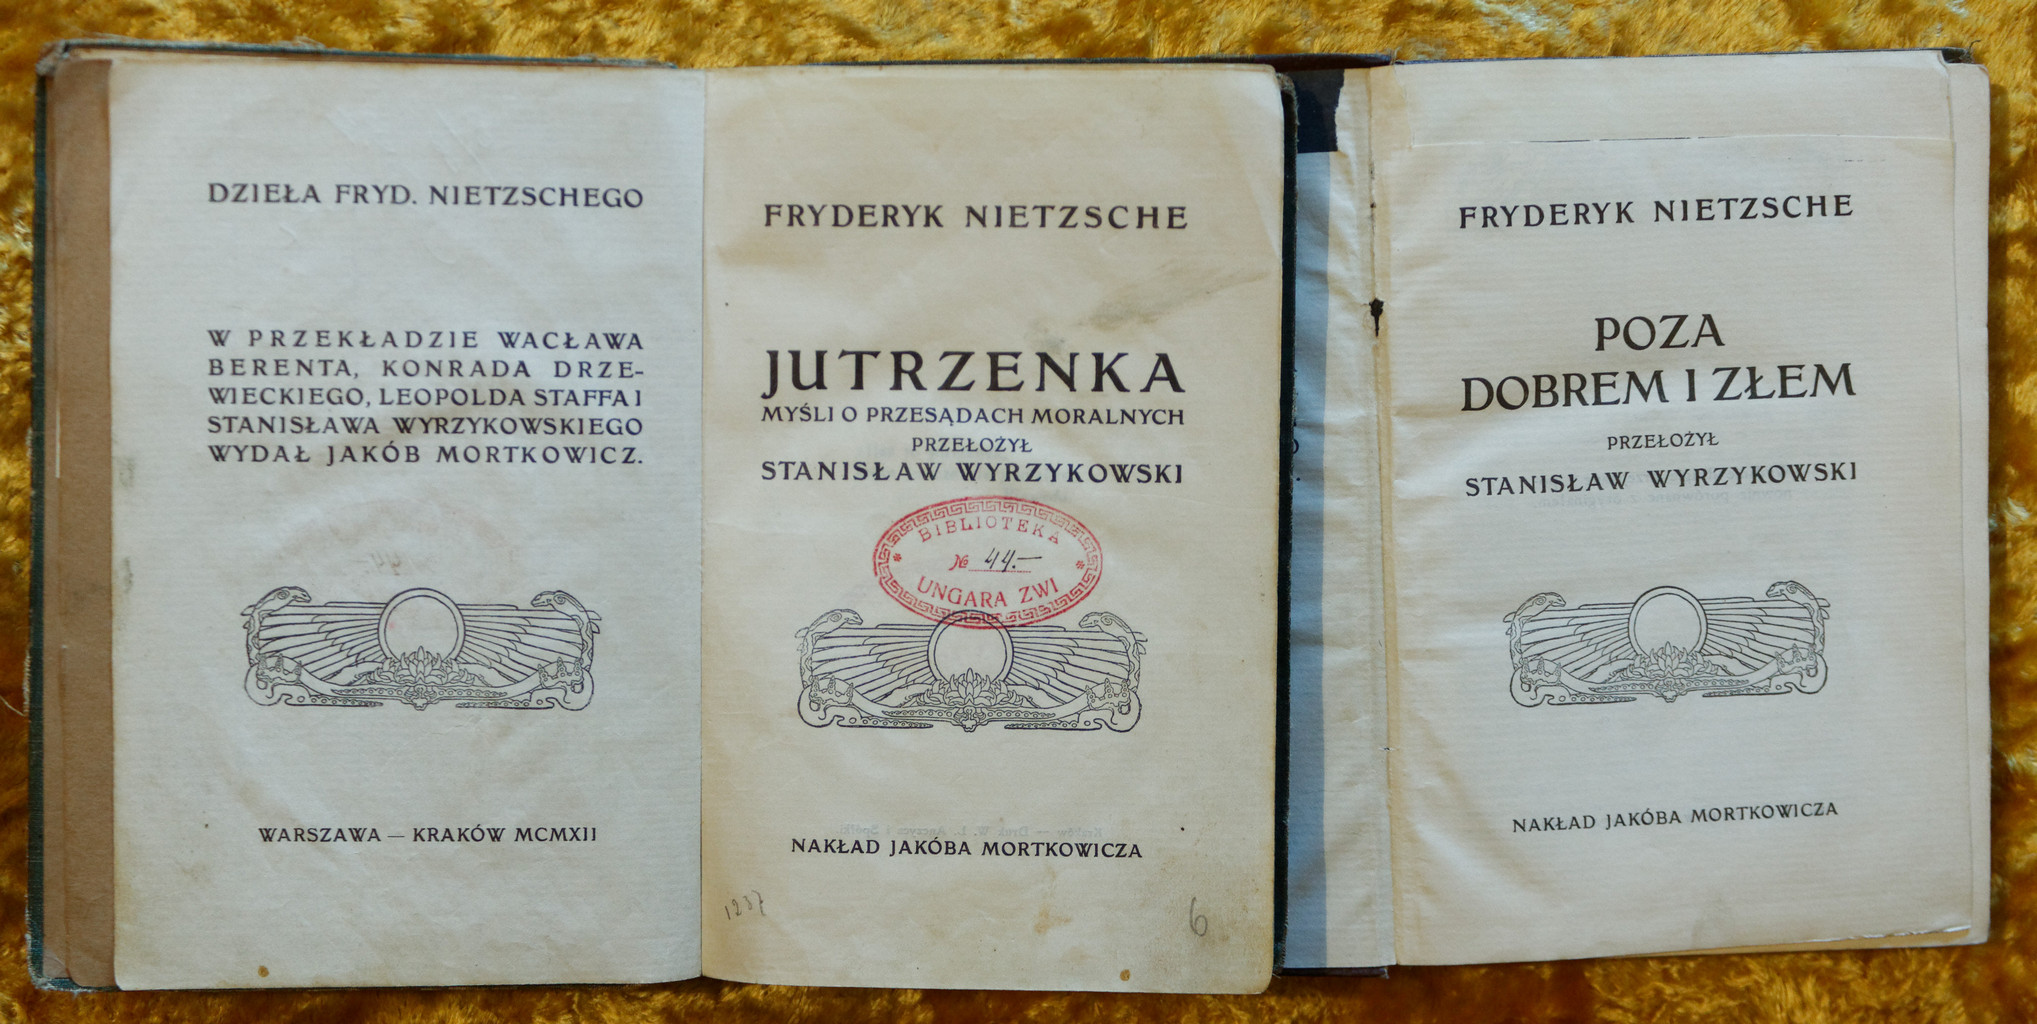 DZIEŁA FRYD. NIETZSCHEGO
W PRZEKŁADZIE WACŁAWA
BERENTA, KONRADA DRZE-
WIECKIEGO, LEOPOLDA STAFFA I
STANISŁAWA WYRZYKOWSKIEGO
WYDAŁ JAKÓB MORTKOWICZ.
WARSZAWA — KRAKÓW MCMXII
FRYDERYK NIETZSCHE
JUTRZENKA
MYŚLI O PRZESĄDACH MORALNYCH
PRZEŁOŻYŁ
STANISŁAW WYRZYKOWSKI
BIBLIOTEKA
№ 44.—
UNGARA ZWI
NAKŁAD JAKÓBA MORTKOWICZA
1237
6
FRYDERYK NIETZSCHE
POZA
DOBREM I ZŁEM
PRZEŁOŻYŁ
STANISŁAW WYRZYKOWSKI
NAKŁAD JAKÓBA MORTKOWICZA